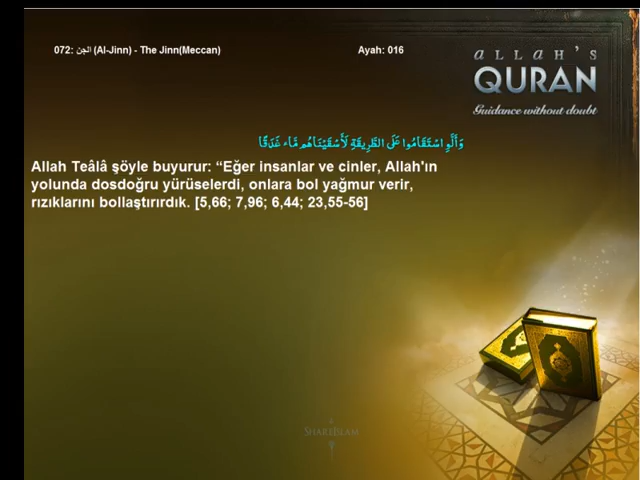 072: الجن (Al-Jinn) - The Jinn(Meccan) Ayah: 016
ALLAH'S
QURAN
Guidance without doubt
وَأَلَّوِ اسْتَقَامُوا عَلَى الطَّرِيقَةِ لَأَسْقَيْنَاهُم مَّاء غَدَقًا
Allah Teâlâ şöyle buyurur: “Eğer insanlar ve cinler, Allah'ın
yolunda dosdoğru yürüselerdi, onlara bol yağmur verir,
rızıklarını bollaştırırdık. [5,66; 7,96; 6,44; 23,55-56]
SHAREISLAM